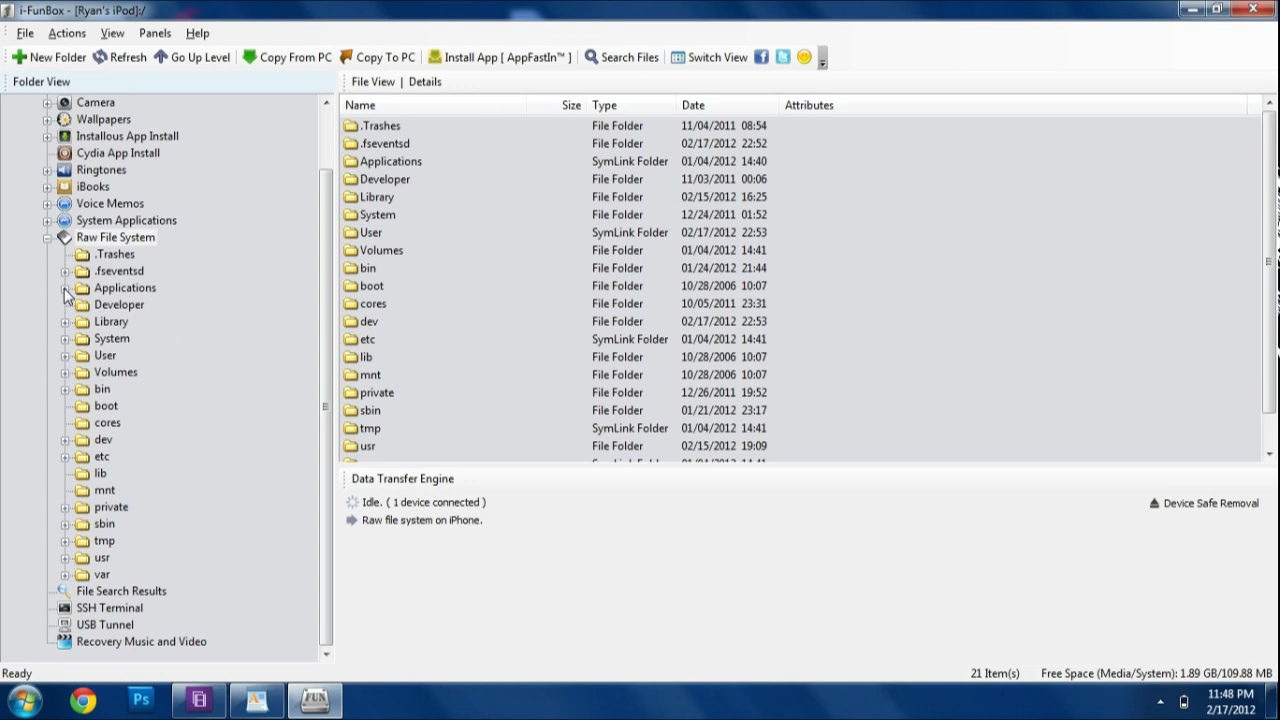 i-FunBox - [Ryan's iPod]:/
File Actions View Panels Help
New Folder Refresh Go Up Level Copy From PC Copy To PC Install App [ AppFastIn™ ] Search Files Switch View
Folder View
Camera
Wallpapers
Installous App Install
Cydia App Install
Ringtones
iBooks
Voice Memos
System Applications
Raw File System
.Trashes
.fseventsd
Applications
Developer
Library
System
User
Volumes
bin
boot
cores
dev
etc
lib
mnt
private
sbin
tmp
usr
var
File Search Results
SSH Terminal
USB Tunnel
Recovery Music and Video
File View | Details
Name Size Type Date Attributes
.Trashes File Folder 11/04/2011 08:54
.fseventsd File Folder 02/17/2012 22:52
Applications SymLink Folder 01/04/2012 14:40
Developer File Folder 11/03/2011 00:06
Library File Folder 02/15/2012 16:25
System File Folder 12/24/2011 01:52
User SymLink Folder 02/17/2012 22:53
Volumes File Folder 01/04/2012 14:41
bin File Folder 01/24/2012 21:44
boot File Folder 10/28/2006 10:07
cores File Folder 10/05/2011 23:31
dev File Folder 02/17/2012 22:53
etc SymLink Folder 01/04/2012 14:41
lib File Folder 10/28/2006 10:07
mnt File Folder 10/28/2006 10:07
private File Folder 12/26/2011 19:52
sbin File Folder 01/21/2012 23:17
tmp SymLink Folder 01/04/2012 14:41
usr File Folder 02/15/2012 19:09
Data Transfer Engine
Idle. ( 1 device connected ) Device Safe Removal
Raw file system on iPhone.
Ready 21 Item(s) Free Space (Media/System): 1.89 GB/109.88 MB
Ps FUN 11:48 PM
2/17/2012